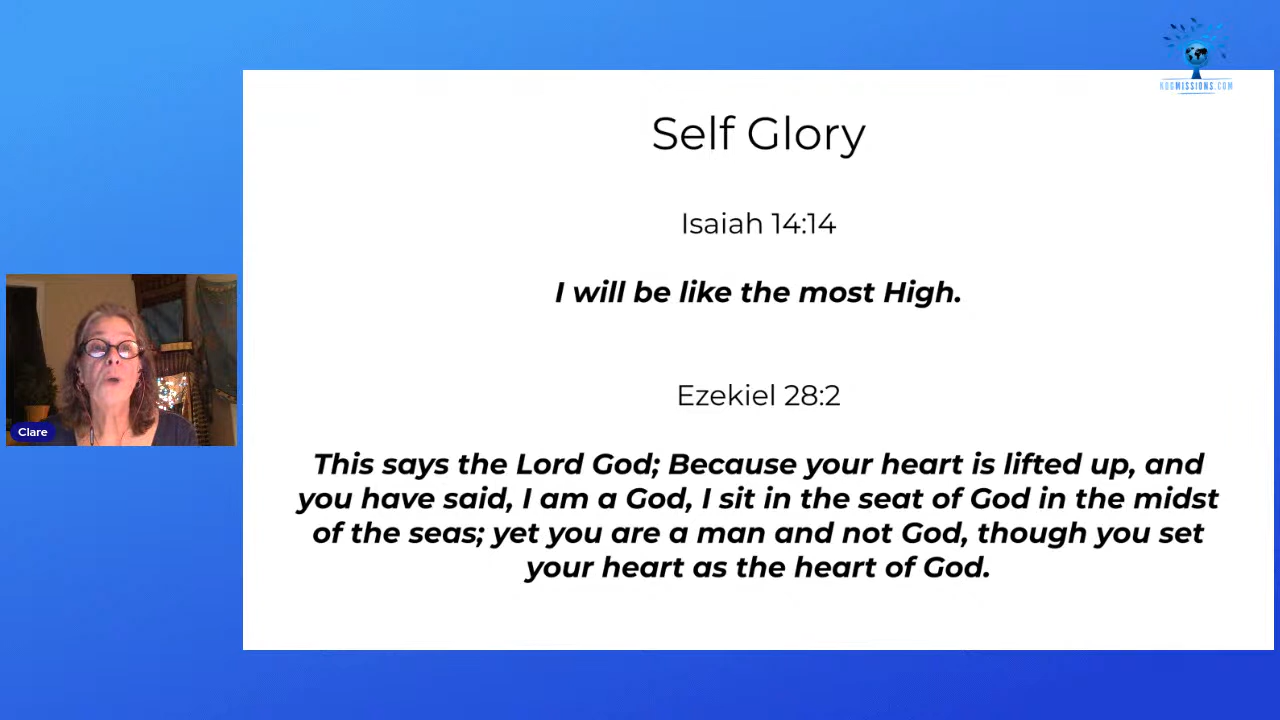 KOGMISSIONS.COM
Self Glory
Isaiah 14:14
I will be like the most High.
Ezekiel 28:2
This says the Lord God; Because your heart is lifted up, and
you have said, I am a God, I sit in the seat of God in the midst
of the seas; yet you are a man and not God, though you set
your heart as the heart of God.
Clare